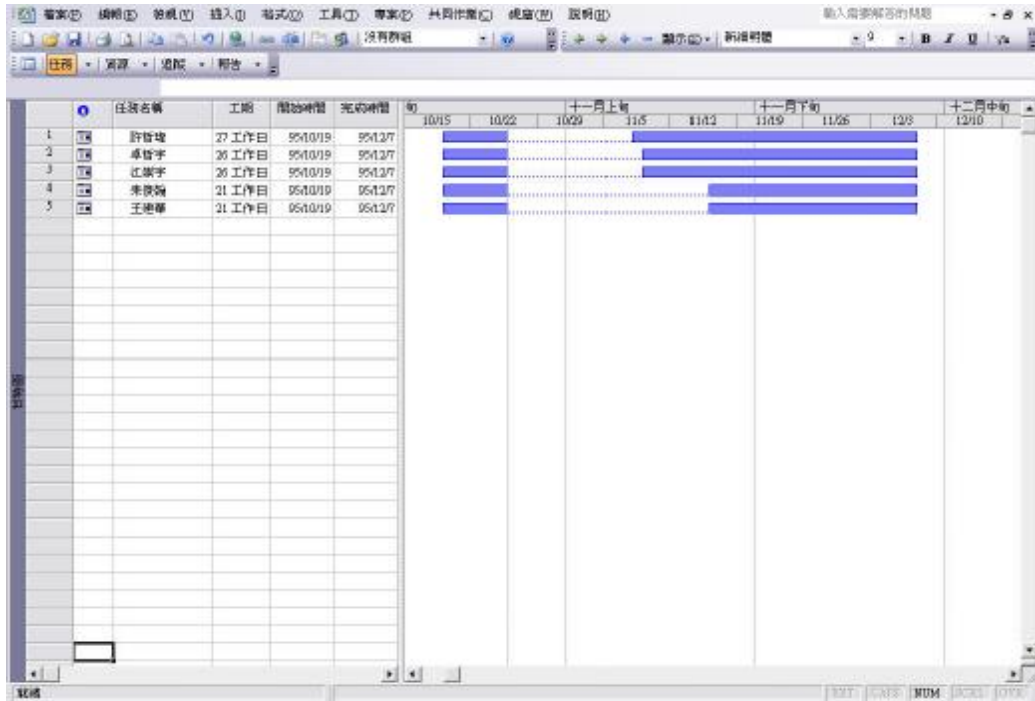 檔案(F) 編輯(E) 檢視(V) 插入(I) 格式(O) 工具(T) 專案(P) 共同作業(C) 視窗(W) 說明(H) 輸入需要解答的問題
沒有群組 顯示(S) 新細明體 9 B I U
任務 資源 追蹤 報告
任務名稱 工期 開始時間 完成時間 旬 十一月上旬 十一月下旬 十二月中旬
10/15 10/22 10/29 11/5 11/12 11/19 11/26 12/3 12/10
1 許哲瑋 27 工作日 95/10/19 95/12/7
2 卓哲宇 26 工作日 95/10/19 95/12/7
3 江崇宇 26 工作日 95/10/19 95/12/7
4 朱俊翰 21 工作日 95/10/19 95/12/7
5 王建華 21 工作日 95/10/19 95/12/7
甘特圖
就緒 EXT CAPS NUM SCRL OVR